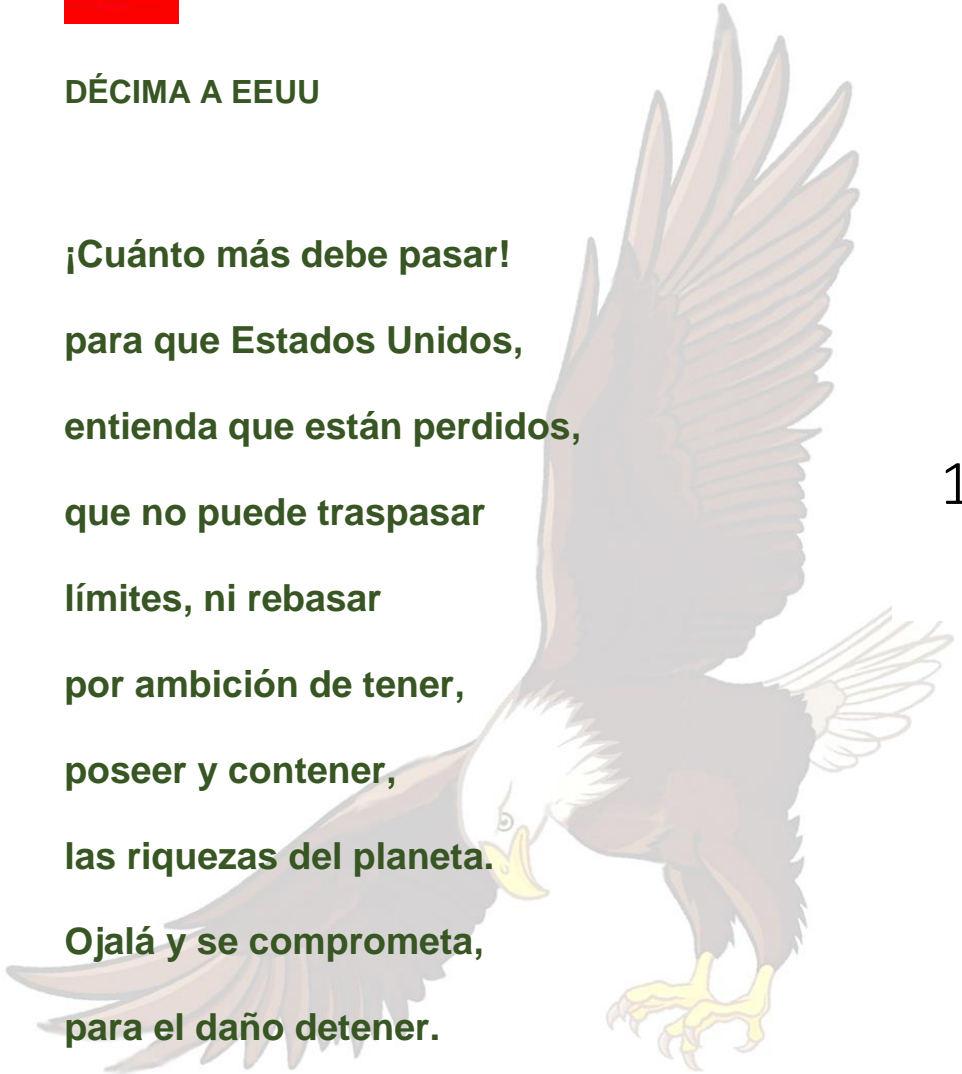 DÉCIMA A EEUU
¡Cuánto más debe pasar!
para que Estados Unidos,
entienda que están perdidos,
que no puede traspasar
límites, ni rebasar
por ambición de tener,
poseer y contener,
las riquezas del planeta.
Ojalá y se comprometa,
para el daño detener.
1